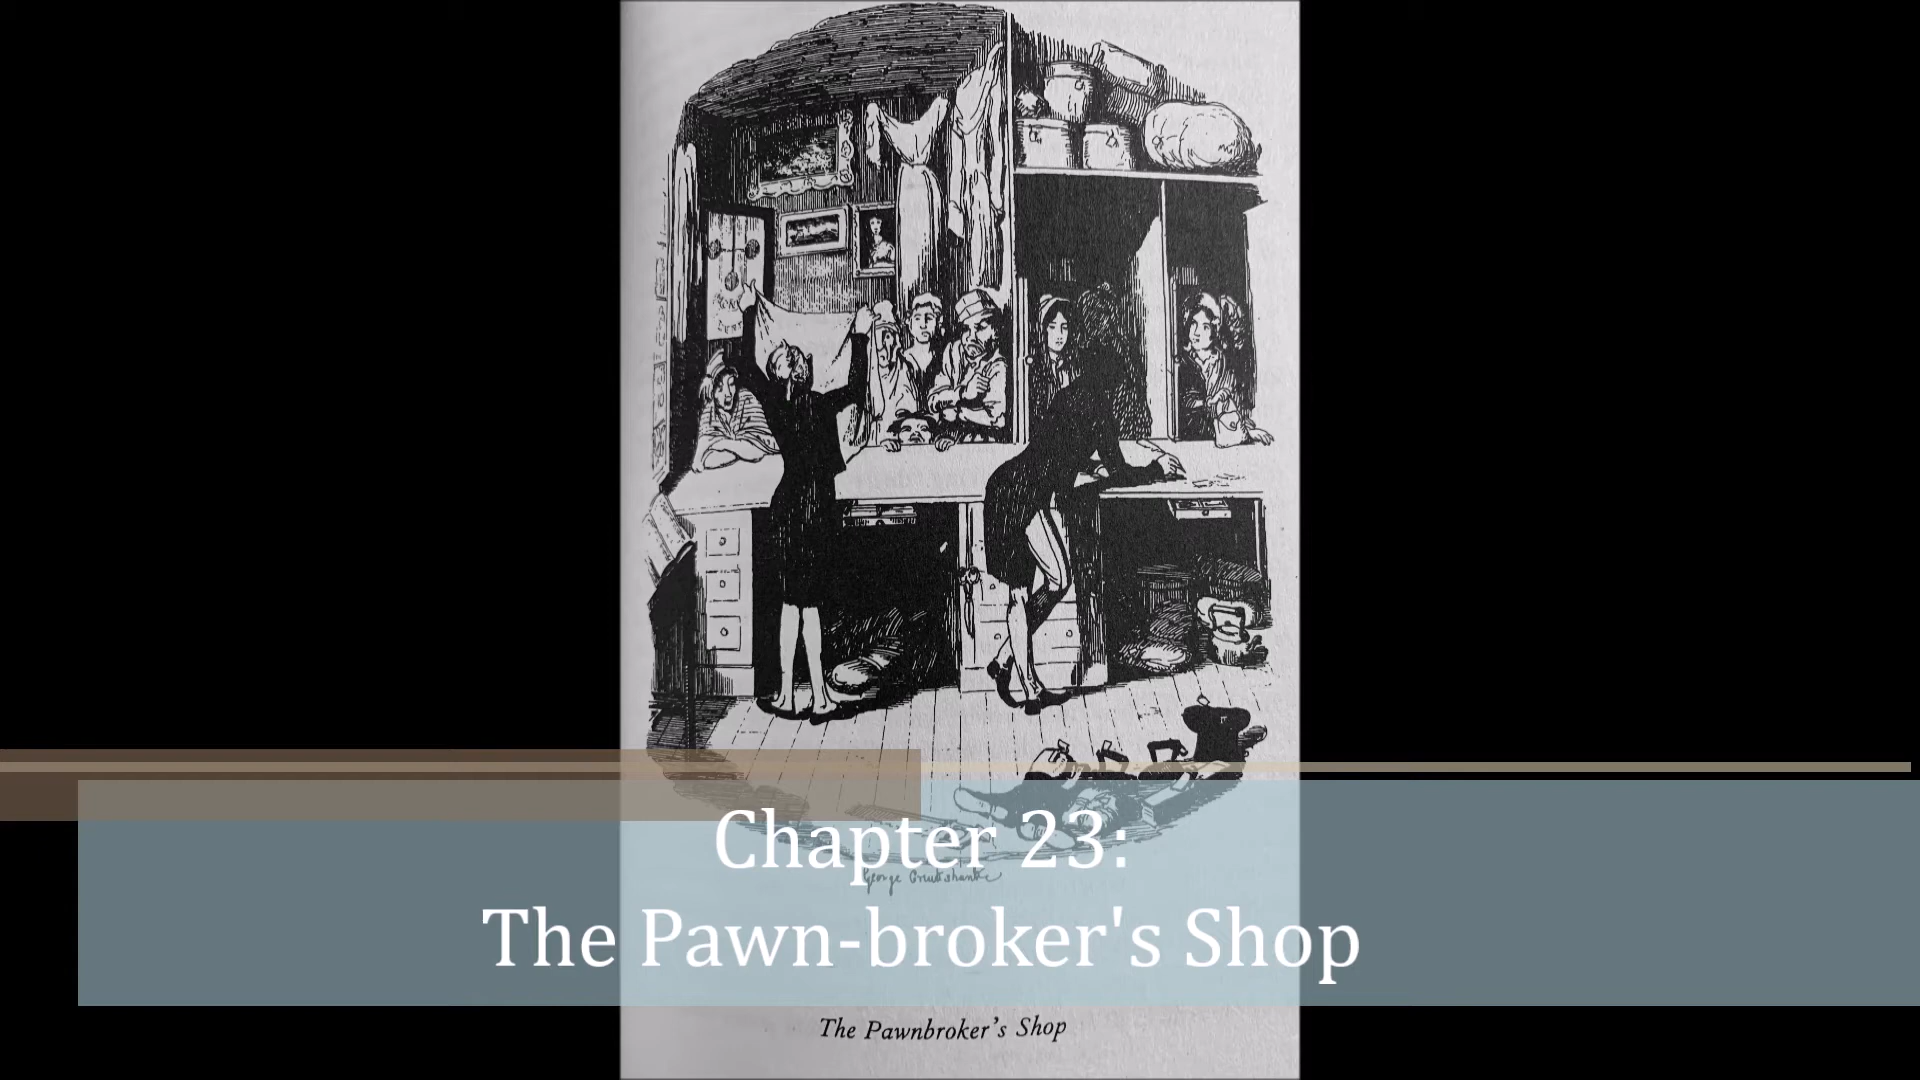 Chapter 23:
George Cruikshank
The Pawn-broker's Shop
The Pawnbroker's Shop